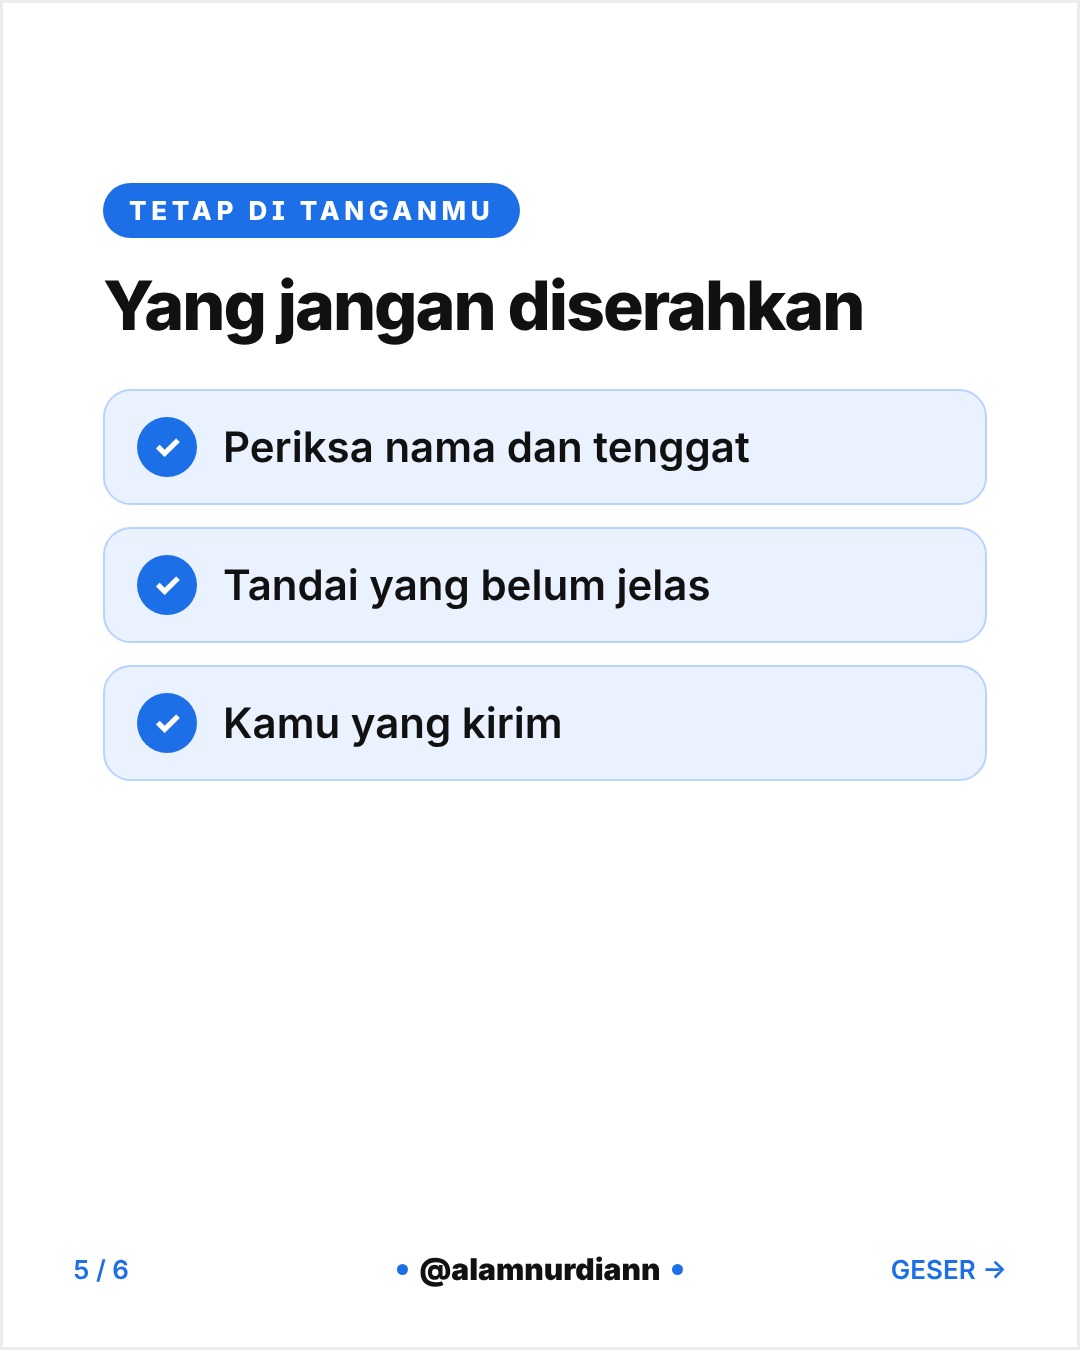 TETAP DI TANGANMU
Yang jangan diserahkan
Periksa nama dan tenggat
Tandai yang belum jelas
Kamu yang kirim
5 / 6
• @alamnurdiann •
GESER →